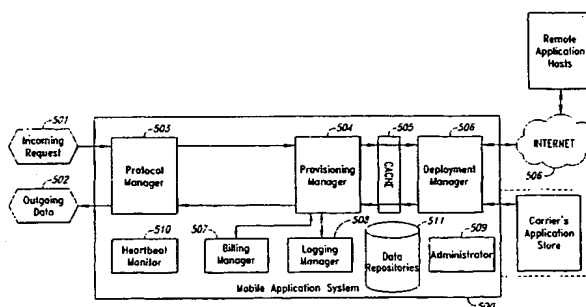 Remote
Application
Hosts
501
503
504
505
506
Incoming
Request
Protocol
Manager
Provisioning
Manager
CACHE
Deployment
Manager
INTERNET
506
502
Outgoing
Data
510
507
508
511
509
Heartbeat
Monitor
Billing
Manager
Logging
Manager
Data
Repositories
Administrator
Carrier's
Application
Store
Mobile Application System
500